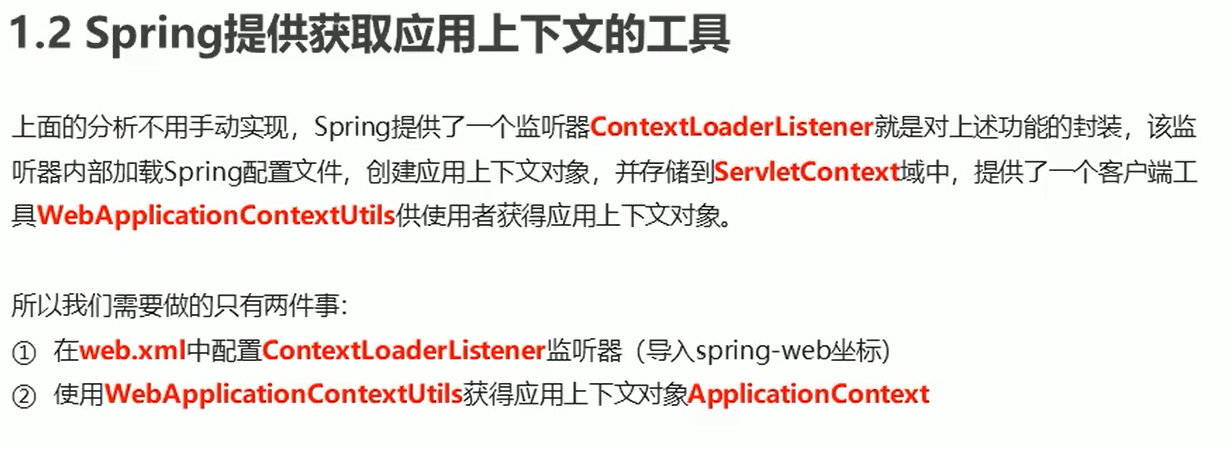 1.2 Spring提供获取应用上下文的工具
上面的分析不用手动实现，Spring提供了一个监听器ContextLoaderListener就是对上述功能的封装，该监
听器内部加载Spring配置文件，创建应用上下文对象，并存储到ServletContext域中，提供了一个客户端工
具WebApplicationContextUtils供使用者获得应用上下文对象。
所以我们需要做的只有两件事：
① 在web.xml中配置ContextLoaderListener监听器（导入spring-web坐标）
② 使用WebApplicationContextUtils获得应用上下文对象ApplicationContext